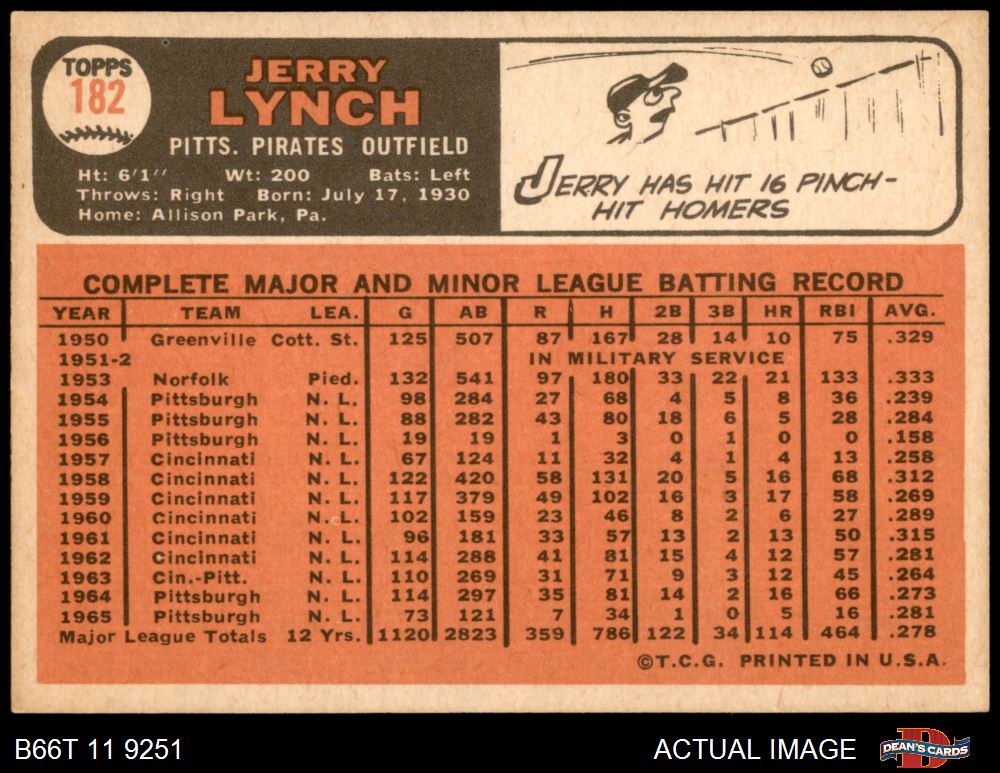 TOPPS
182
JERRY
LYNCH
PITTS. PIRATES OUTFIELD
Ht: 6'1" Wt: 200 Bats: Left
Throws: Right Born: July 17, 1930
Home: Allison Park, Pa.
JERRY HAS HIT 16 PINCH-
HIT HOMERS
COMPLETE MAJOR AND MINOR LEAGUE BATTING RECORD
YEAR TEAM LEA. G AB R H 2B 3B HR RBI AVG.
1950 Greenville Cott. St. 125 507 87 167 28 14 10 75 .329
1951-2 IN MILITARY SERVICE
1953 Norfolk Pied. 132 541 97 180 33 22 21 133 .333
1954 Pittsburgh N. L. 98 284 27 68 4 5 8 36 .239
1955 Pittsburgh N. L. 88 282 43 80 18 6 5 28 .284
1956 Pittsburgh N. L. 19 19 1 3 0 1 0 0 .158
1957 Cincinnati N. L. 67 124 11 32 4 1 4 13 .258
1958 Cincinnati N. L. 122 420 58 131 20 5 16 68 .312
1959 Cincinnati N. L. 117 379 49 102 16 3 17 58 .269
1960 Cincinnati N. L. 102 159 23 46 8 2 6 27 .289
1961 Cincinnati N. L. 96 181 33 57 13 2 13 50 .315
1962 Cincinnati N. L. 114 288 41 81 15 4 12 57 .281
1963 Cin.-Pitt. N. L. 110 269 31 71 9 3 12 45 .264
1964 Pittsburgh N. L. 114 297 35 81 14 2 16 66 .273
1965 Pittsburgh N. L. 73 121 7 34 1 0 5 16 .281
Major League Totals 12 Yrs. 1120 2823 359 786 122 34 114 464 .278
©T.C.G. PRINTED IN U.S.A.
B66T 11 9251 ACTUAL IMAGE DEAN'S CARDS